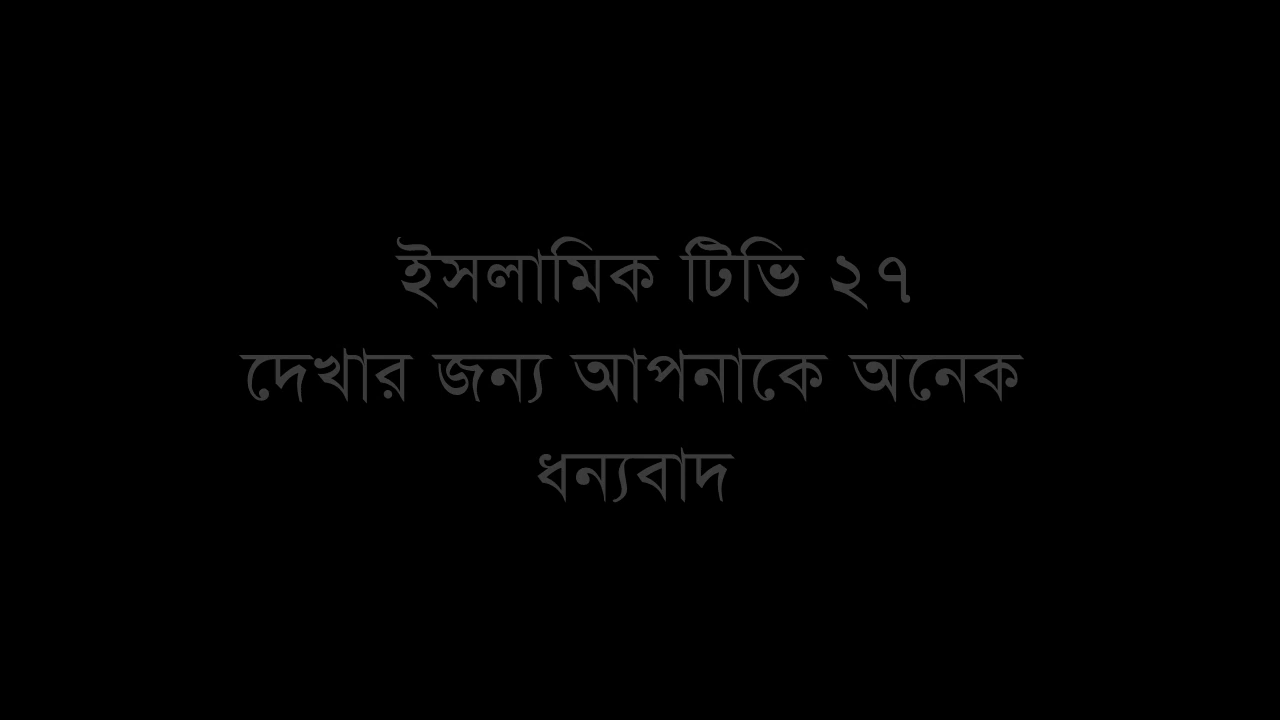 ইসলামিক টিভি ২৭
দেখার জন্য আপনাকে অনেক
ধন্যবাদ